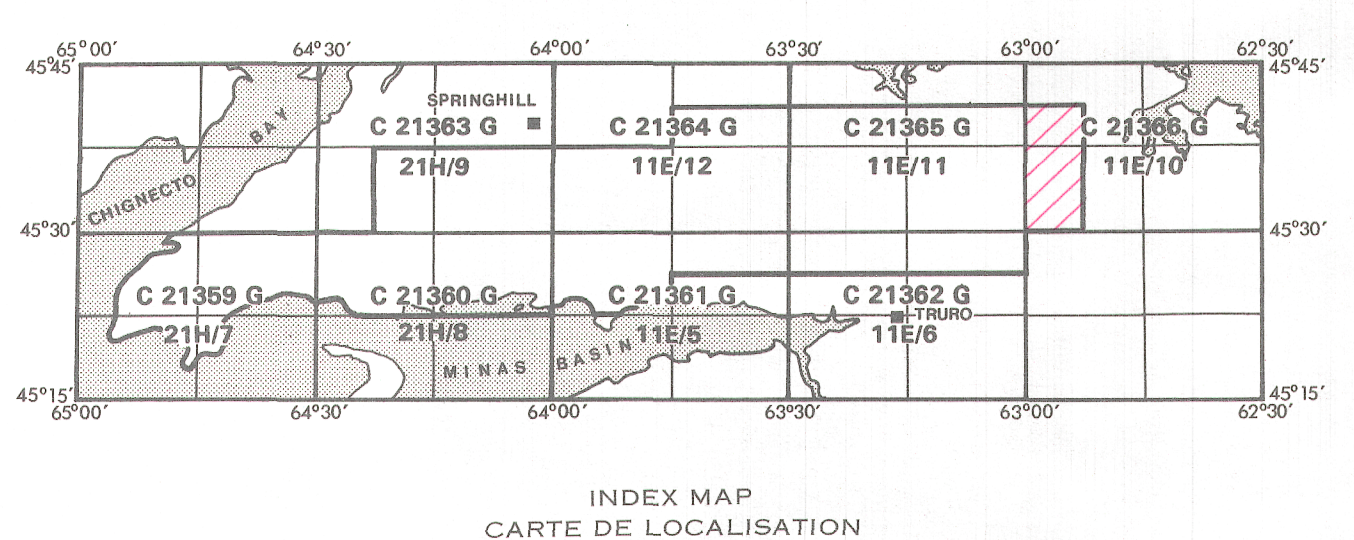 65°00′ 64°30′ 64°00′ 63°30′ 63°00′ 62°30′
45°45′ 45°45′
SPRINGHILL
C 21363 G C 21364 G C 21365 G C 21366 G
BAY
21H/9 11E/12 11E/11 11E/10
CHIGNECTO
45°30′ 45°30′
C 21359 G C 21360 G C 21361 G C 21362 G
TRURO
21H/7 21H/8 11E/5 11E/6
MINAS BASIN
45°15′ 45°15′
65°00′ 64°30′ 64°00′ 63°30′ 63°00′ 62°30′
INDEX MAP
CARTE DE LOCALISATION